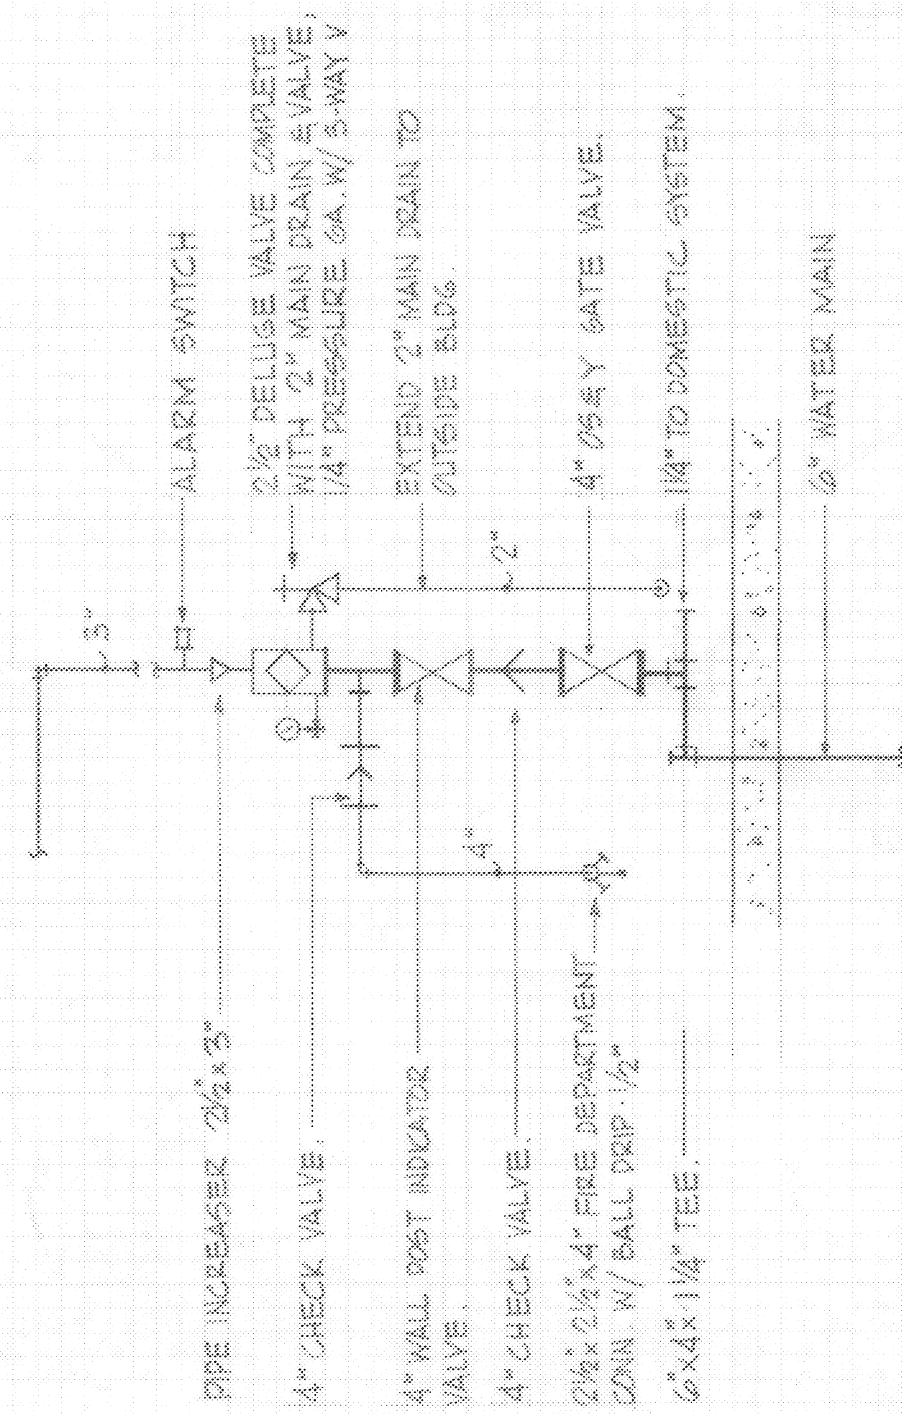 3"
PIPE INCREASER 2½"x 3"
4" CHECK VALVE.
4" WALL POST INDICATOR
VALVE.
4" CHECK VALVE.
2½"x 2½"x4" FIRE DEPARTMENT
CONN. W/ BALL DRIP 1/2"
6"x4"x 1¼" TEE.
4"
2"
ALARM SWITCH
2½" DELUGE VALVE COMPLETE
WITH 2" MAIN DRAIN & VALVE,
1/4" PRESSURE GA. W/ 3-WAY V
EXTEND 2" MAIN DRAIN TO
OUTSIDE BLDG.
4" OS&Y GATE VALVE.
1¼" TO DOMESTIC SYSTEM.
6" WATER MAIN